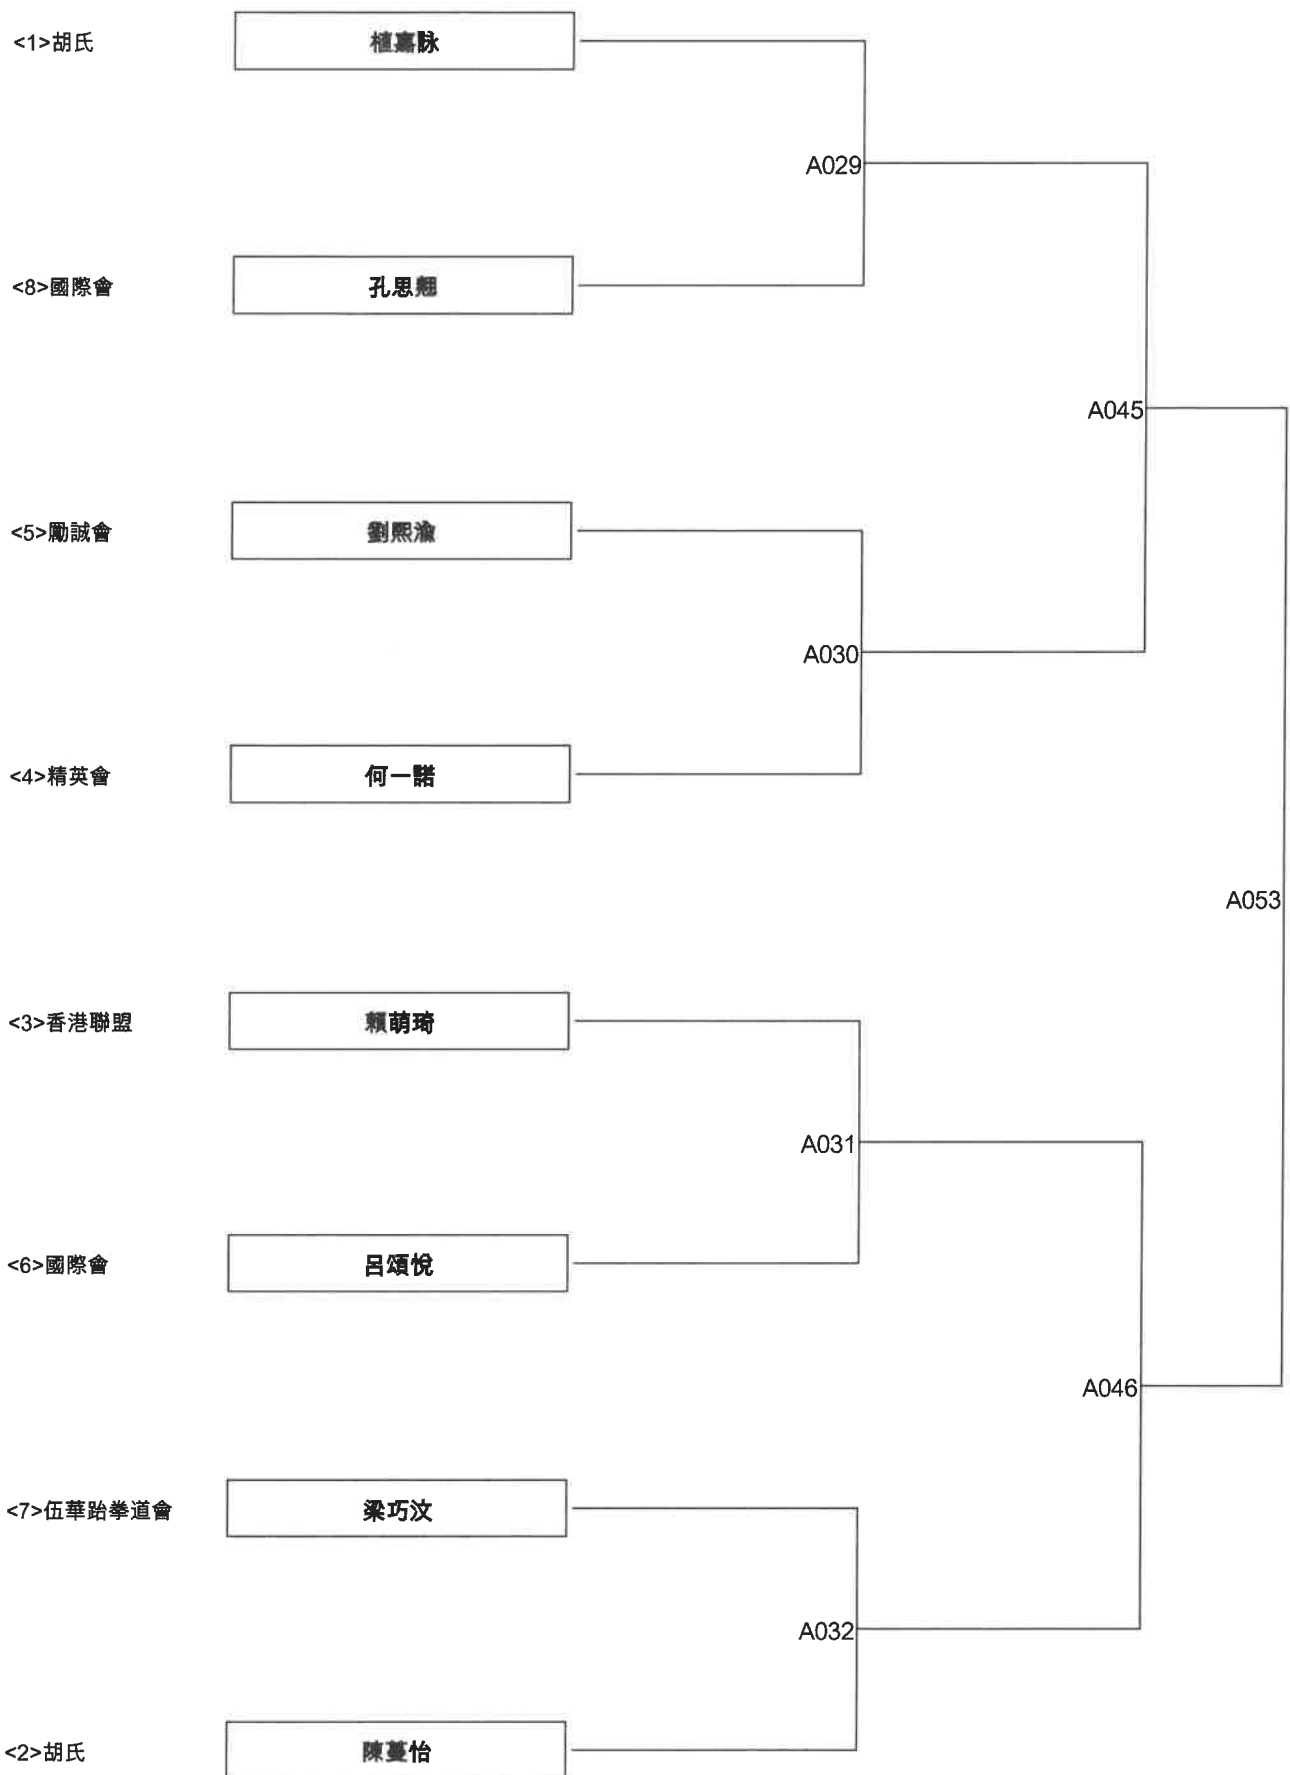 <1>胡氏
植嘉脉
A029
<8>國際會
孔思翹
A045
<5>勵誠會
劉熙渝
A030
<4>精英會
何一諾
A053
<3>香港聯盟
賴萌琦
A031
<6>國際會
呂頌悅
A046
<7>伍華跆拳道會
梁巧汶
A032
<2>胡氏
陳蔓怡